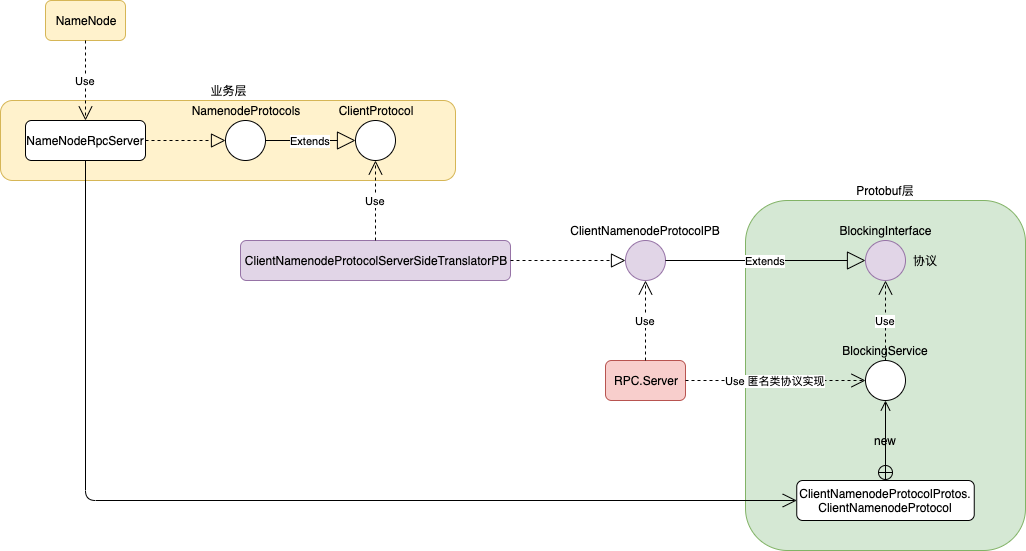 NameNode
Use
业务层
NamenodeProtocols
ClientProtocol
NameNodeRpcServer
Extends
Use
Protobuf层
ClientNamenodeProtocolPB
BlockingInterface
ClientNamenodeProtocolServerSideTranslatorPB
Extends
协议
Use
Use
BlockingService
RPC.Server
Use 匿名类协议实现
new
ClientNamenodeProtocolProtos.
ClientNamenodeProtocol